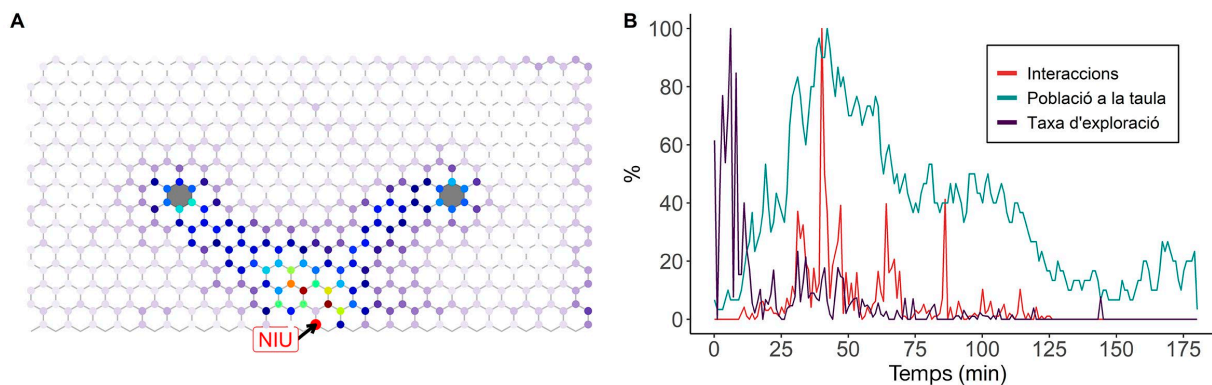 A
NIU
B
Interaccions
Població a la taula
Taxa d'exploració
%
100
80
60
40
20
0
0 25 50 75 100 125 150 175
Temps (min)